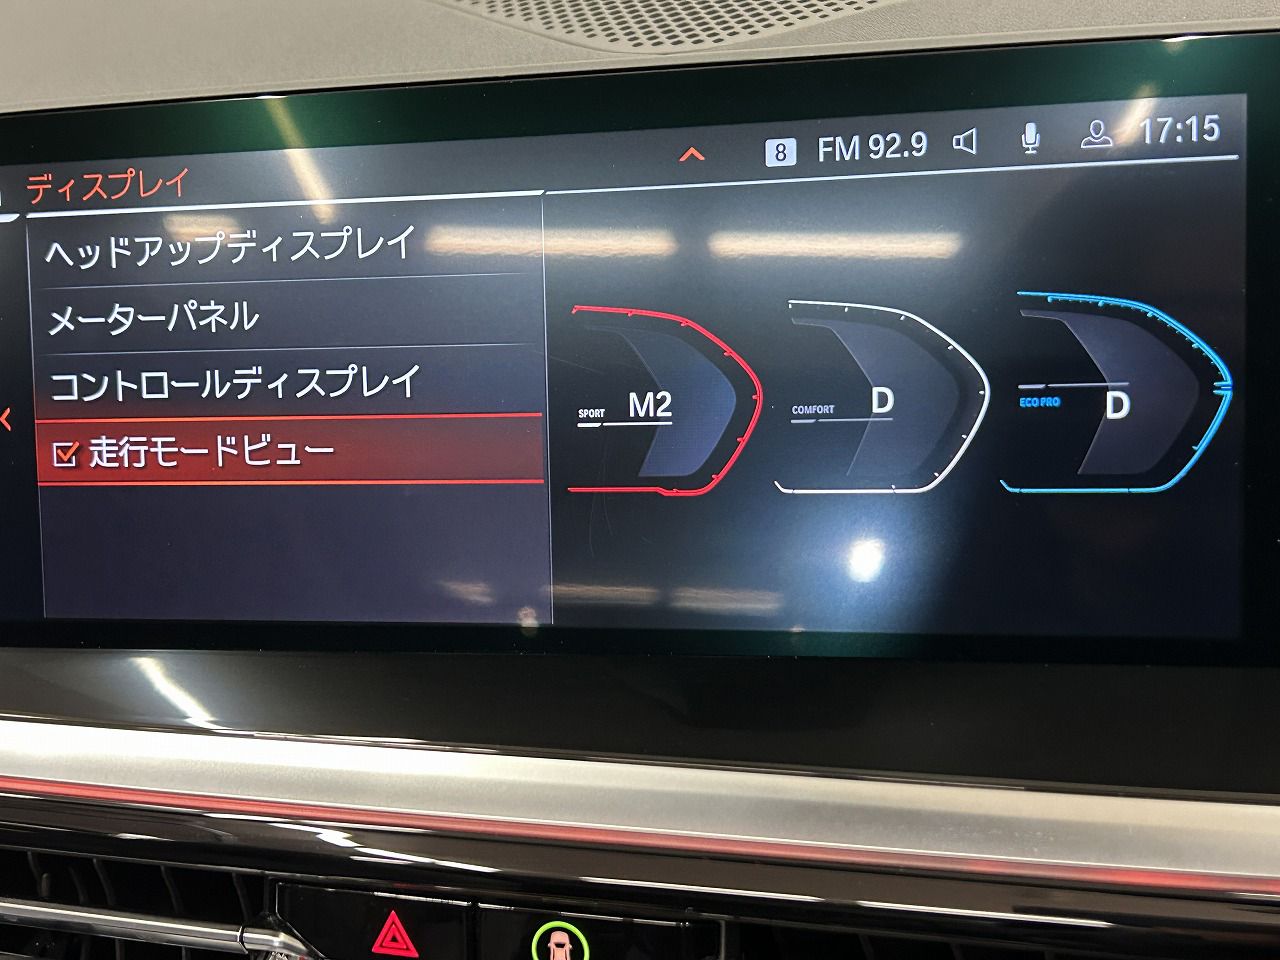 ディスプレイ
8 FM 92.9 17:15
ヘッドアップディスプレイ
メーターパネル
コントロールディスプレイ
走行モードビュー
SPORT M2
COMFORT D
ECO PRO D